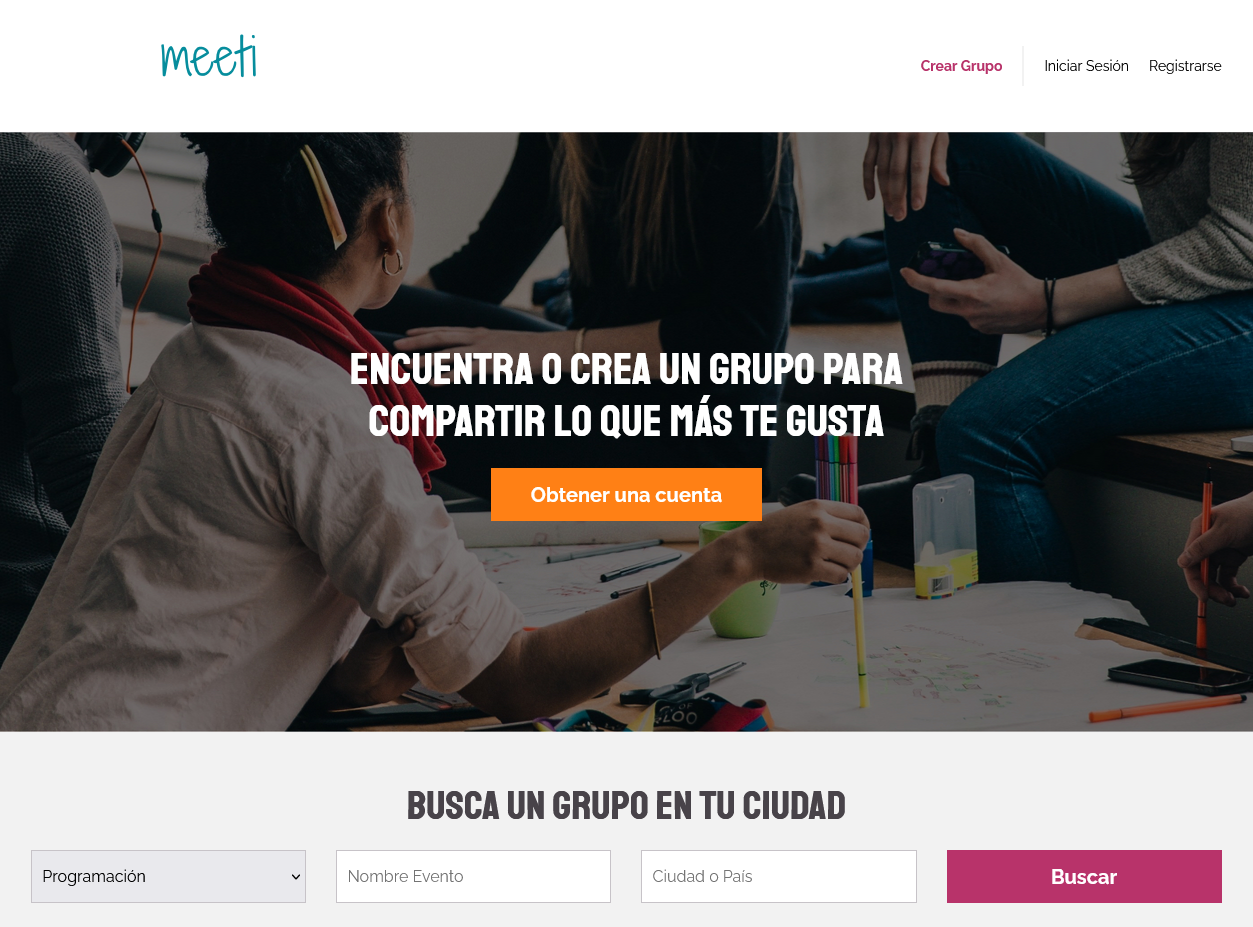 meeti
Crear Grupo
Iniciar Sesión
Registrarse
ENCUENTRA O CREA UN GRUPO PARA
COMPARTIR LO QUE MÁS TE GUSTA
Obtener una cuenta
BUSCA UN GRUPO EN TU CIUDAD
Programación
Nombre Evento
Ciudad o País
Buscar